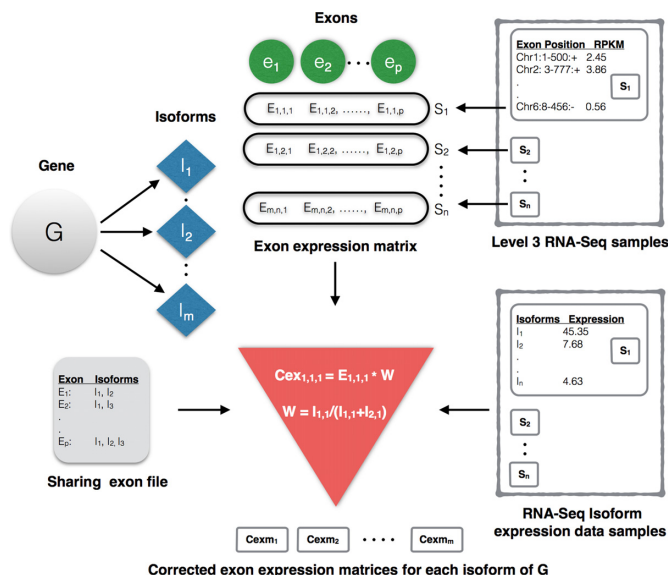 Exons
e1 e2 ep
Exon Position RPKM
Chr1:1-500:+ 2.45
Chr2: 3-777:+ 3.86
.
S1
.
Chr6:8-456:- 0.56
E1,1,1 E1,1,2, ......, E1,1,p S1
Isoforms
E1,2,1 E1,2,2, ......, E1,2,p S2
S2
Gene
I1
Em,n,1 Em,n,2, ......, Em,n,p Sn
Sn
G
I2
Exon expression matrix
Level 3 RNA-Seq samples
Im
Isoforms Expression
I1 45.35
I2 7.68
S1
.
.
In 4.63
Exon Isoforms
E1: I1, I2
E2: I1, I3
.
.
Ep: I1, I2, I3
Cex1,1,1 = E1,1,1 * W
W = I1,1/(I1,1+I2,1)
S2
Sn
Sharing exon file
RNA-Seq Isoform
expression data samples
Cexm1 Cexm2 .... Cexmm
Corrected exon expression matrices for each isoform of G